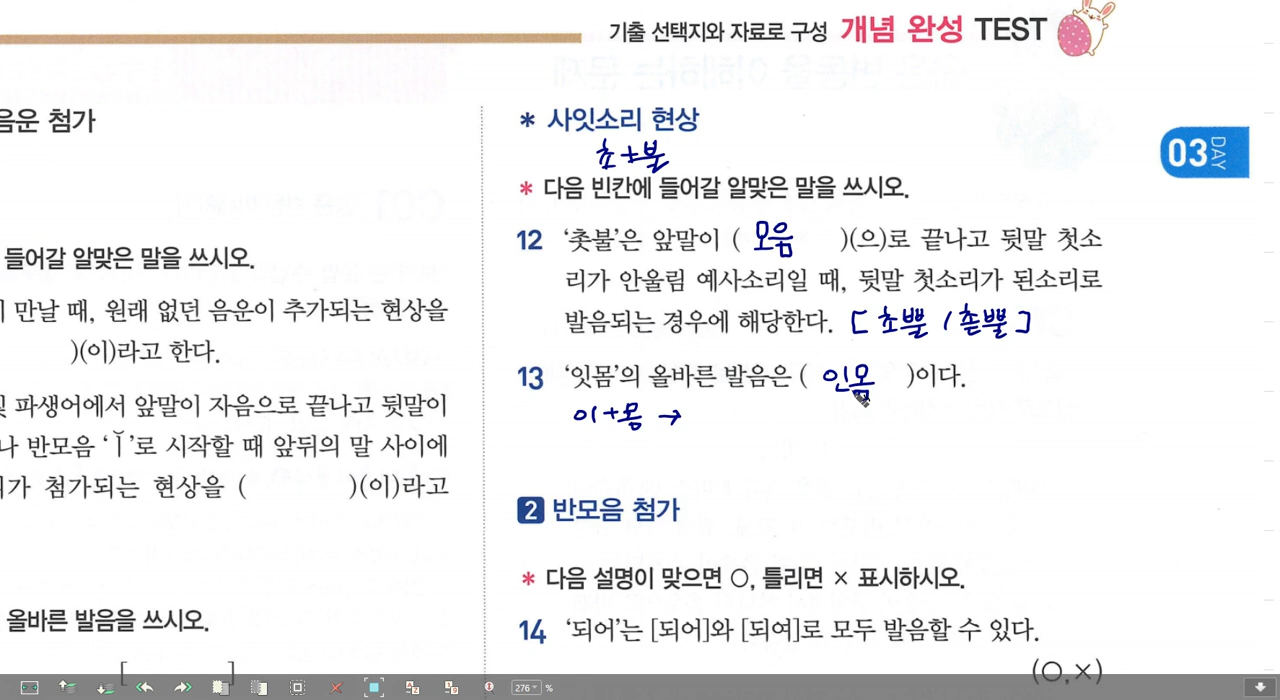 기출 선택지와 자료로 구성 개념 완성 TEST
03 DAY
음운 첨가
들어갈 알맞은 말을 쓰시오.
만날 때, 원래 없던 음운이 추가되는 현상을
)(이)라고 한다.
및 파생어에서 앞말이 자음으로 끝나고 뒷말이
나 반모음 ‘ㅣ̆’로 시작할 때 앞뒤의 말 사이에
가 첨가되는 현상을 ( )(이)라고
올바른 발음을 쓰시오.
[ ]
* 사잇소리 현상
초+불
* 다음 빈칸에 들어갈 알맞은 말을 쓰시오.
12 ‘촛불’은 앞말이 ( 모음 )(으)로 끝나고 뒷말 첫소
리가 안울림 예사소리일 때, 뒷말 첫소리가 된소리로
발음되는 경우에 해당한다. [초뿔 / 촏뿔]
13 ‘잇몸’의 올바른 발음은 ( 인몸 )이다.
이+몸 →
2 반모음 첨가
* 다음 설명이 맞으면 ○, 틀리면 × 표시하시오.
14 ‘되어’는 [되어]와 [되여]로 모두 발음할 수 있다.
(○,×)
276 %